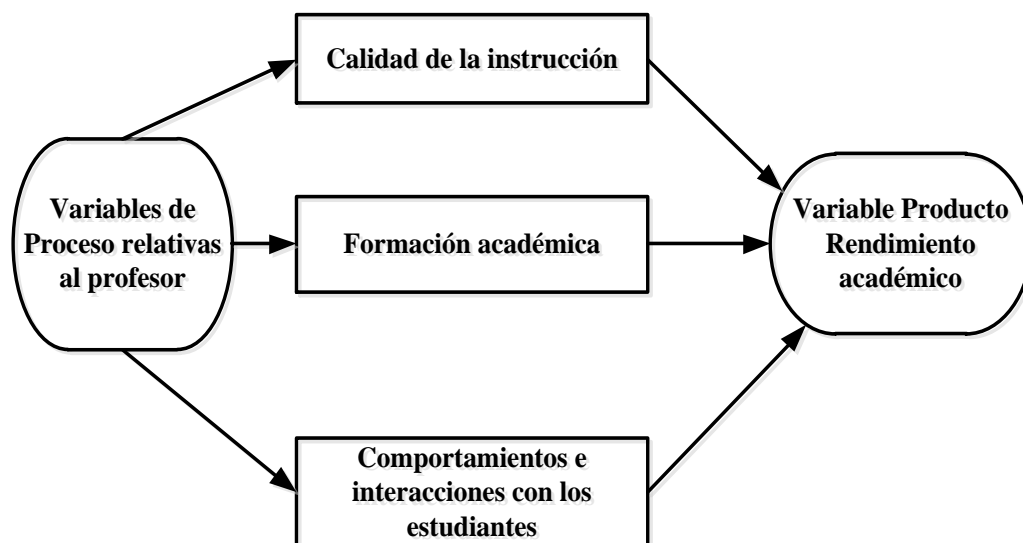 Calidad de la instrucción
Variables de
Proceso relativas
al profesor
Formación académica
Variable Producto
Rendimiento
académico
Comportamientos e
interacciones con los
estudiantes